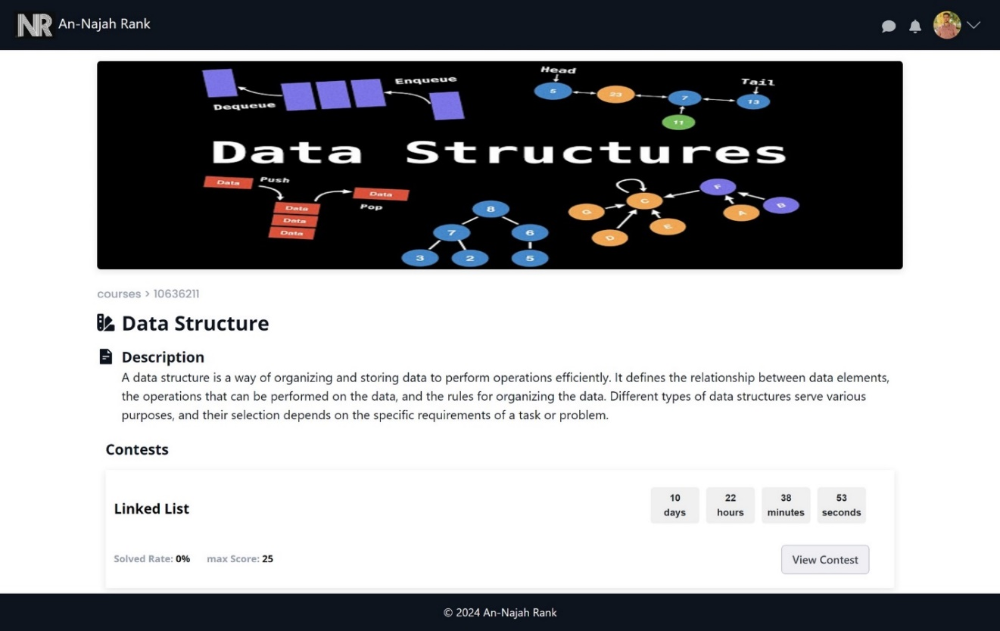 NR An-Najah Rank
Enqueue
Dequeue
Head
Tail
5
23
7
13
11
Data Structures
Data
Push
Data
Pop
Data
Data
Data
8
7
6
3
2
5
F
C
B
G
A
E
D
courses > 10636211
Data Structure
Description
A data structure is a way of organizing and storing data to perform operations efficiently. It defines the relationship between data elements,
the operations that can be performed on the data, and the rules for organizing the data. Different types of data structures serve various
purposes, and their selection depends on the specific requirements of a task or problem.
Contests
Linked List
10 22 38 53
days hours minutes seconds
Solved Rate: 0% max Score: 25
View Contest
© 2024 An-Najah Rank